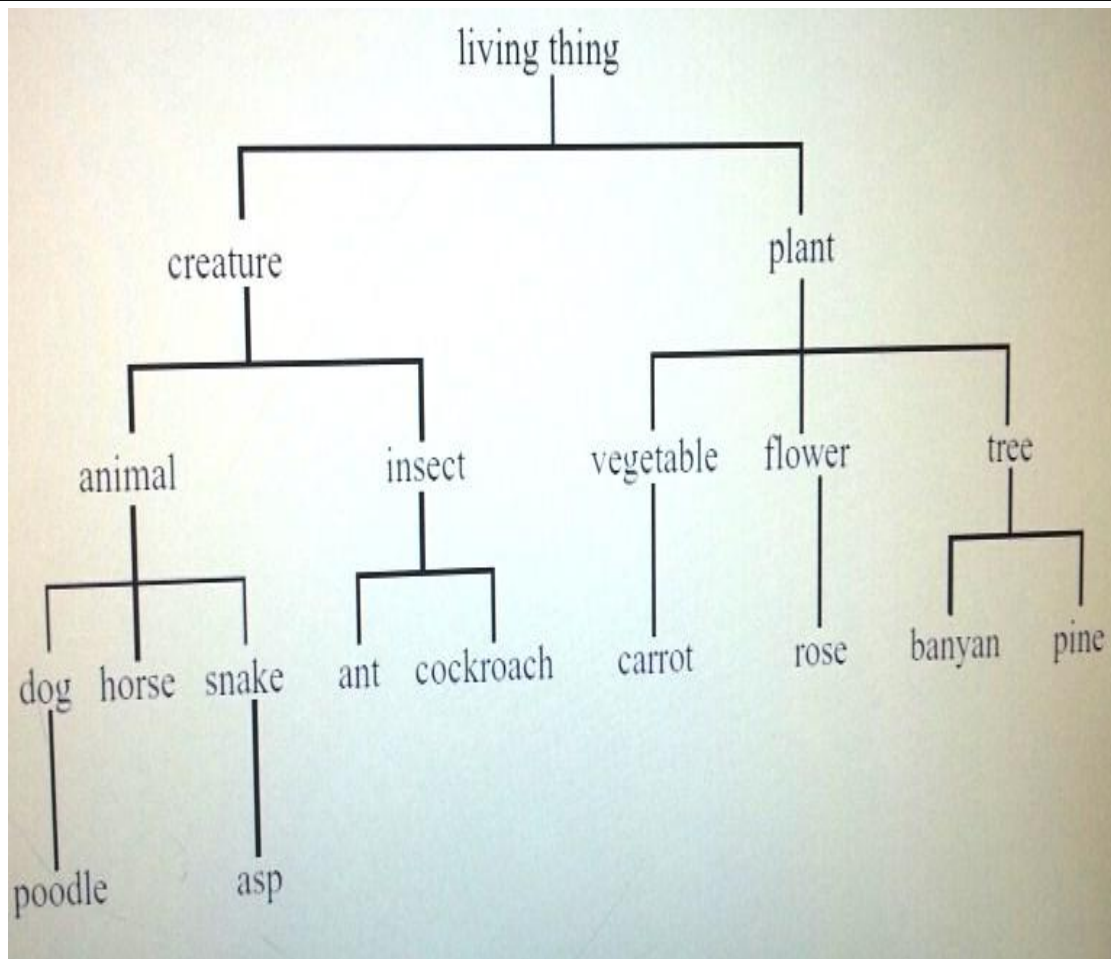 living thing
creature
plant
animal
insect
vegetable
flower
tree
dog
horse
snake
ant
cockroach
carrot
rose
banyan
pine
poodle
asp